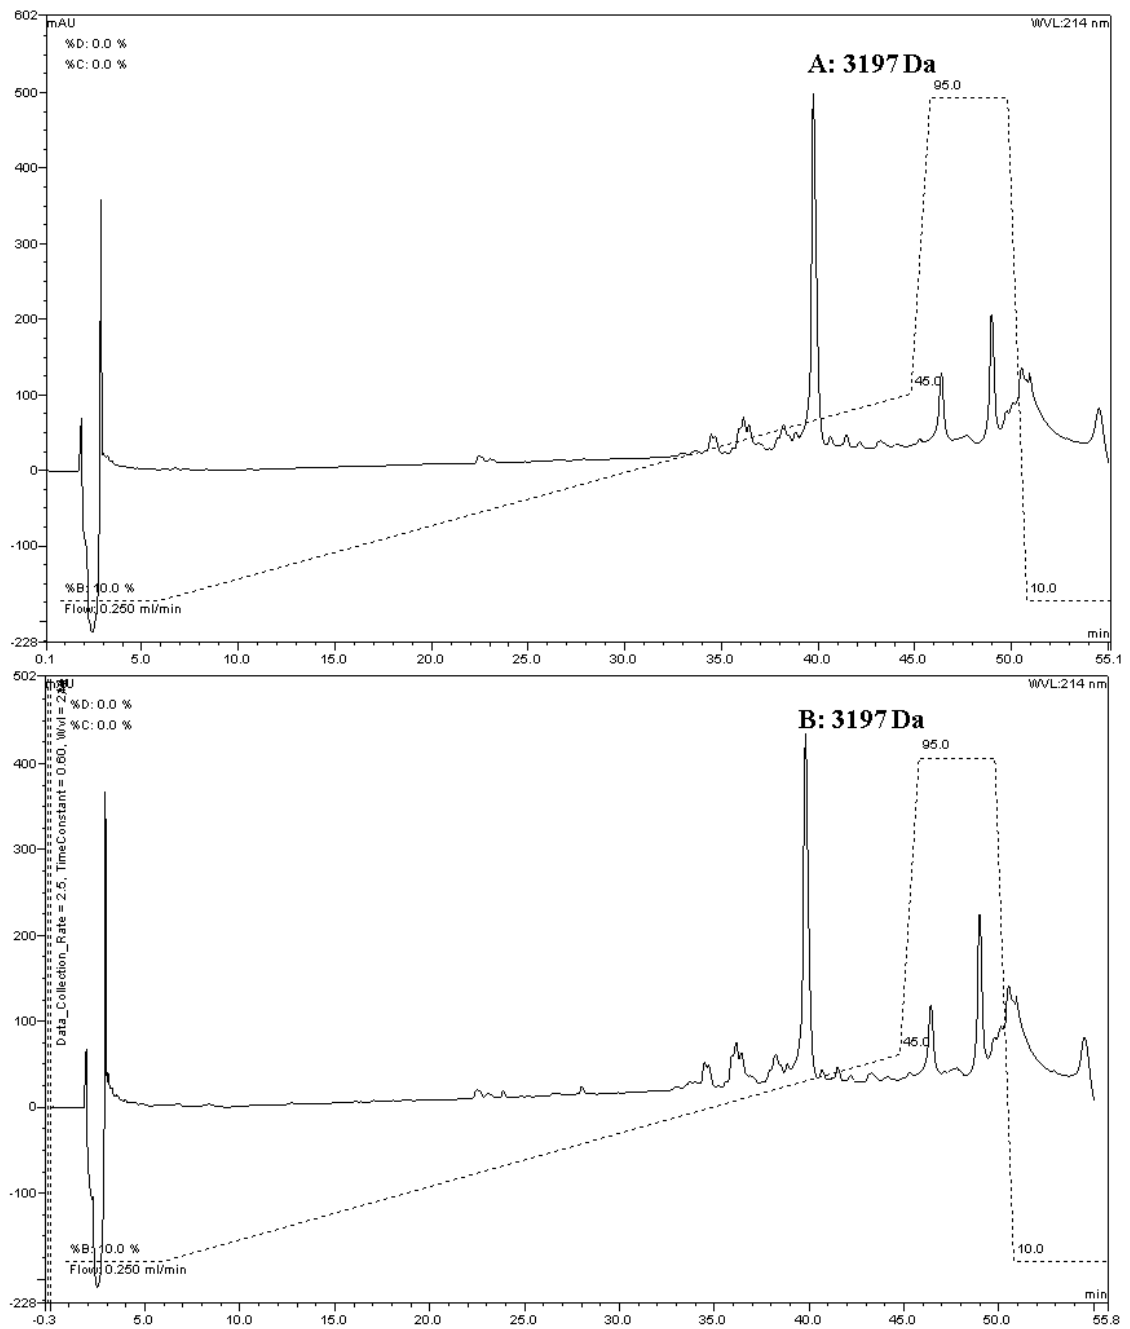 602
mAU
WVL:214 nm
%D: 0.0 %
%C: 0.0 %
A: 3197 Da
95.0
500
400
300
200
100
45.0
0
-100
%B: 10.0 %
Flow: 0.250 ml/min
10.0
-228
min
0.1 5.0 10.0 15.0 20.0 25.0 30.0 35.0 40.0 45.0 50.0 55.1
502
WVL:214 nm
%D: 0.0 %
%C: 0.0 %
B: 3197 Da
95.0
Data_Collection_Rate = 2.5, TimeConstant = 0.60, Wvl =
400
300
200
100
45.0
0
-100
%B: 10.0 %
Flow: 0.250 ml/min
10.0
-228
min
-0.3 5.0 10.0 15.0 20.0 25.0 30.0 35.0 40.0 45.0 50.0 55.8